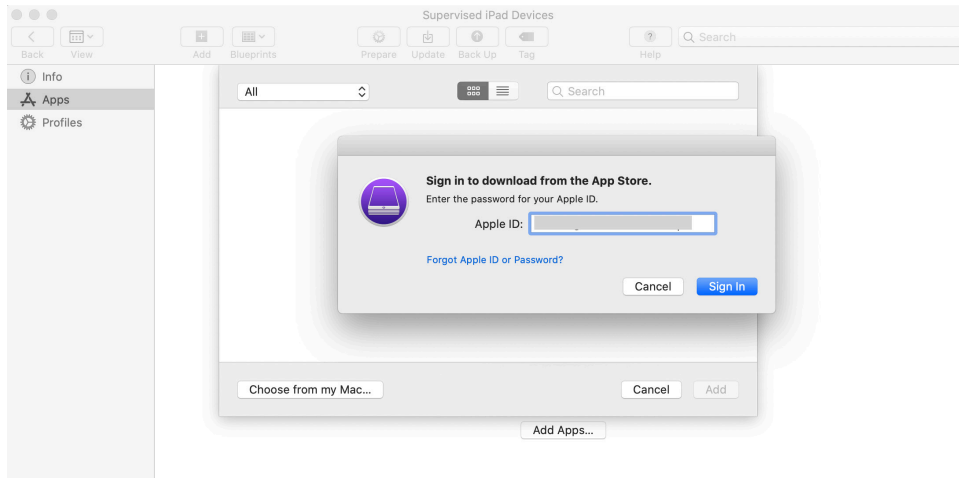 Supervised iPad Devices
Back View Add Blueprints Prepare Update Back Up Tag Help
Search
Info
Apps
Profiles
All
Search
Sign in to download from the App Store.
Enter the password for your Apple ID.
Apple ID:
Forgot Apple ID or Password?
Cancel Sign In
Choose from my Mac... Cancel Add
Add Apps...